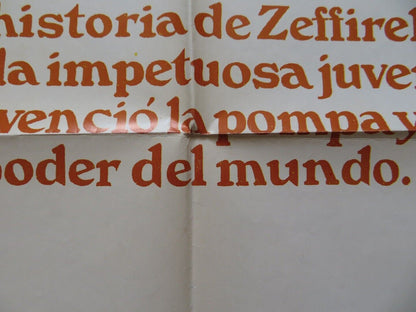 historia de Zeffirel
la impetuosa juve
venció la pompa y
poder del mundo.